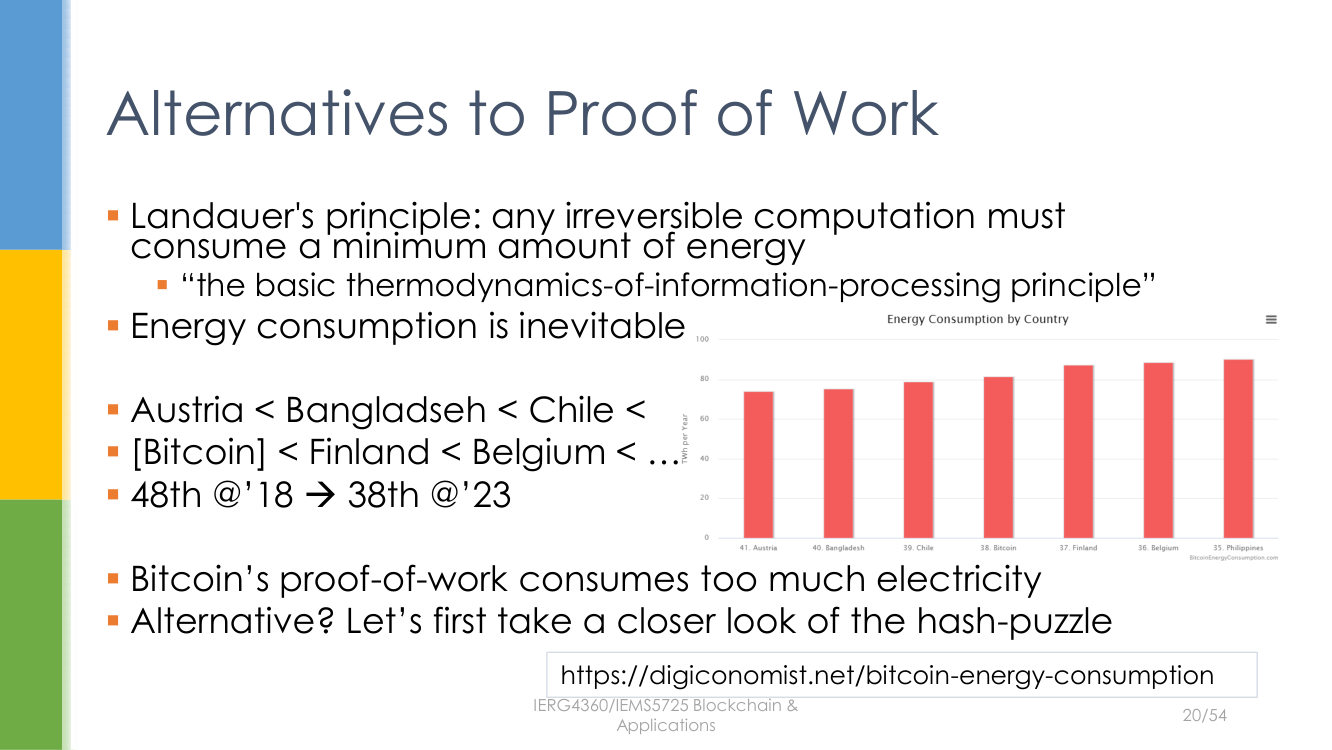 Alternatives to Proof of Work
▪ Landauer's principle: any irreversible computation must
consume a minimum amount of energy
▪ “the basic thermodynamics-of-information-processing principle”
▪ Energy consumption is inevitable
▪ Austria < Bangladseh < Chile <
▪ [Bitcoin] < Finland < Belgium < …
▪ 48th @’18 → 38th @’23
Energy Consumption by Country
TWh per Year
100
80
60
40
20
0
41. Austria 40. Bangladesh 39. Chile 38. Bitcoin 37. Finland 36. Belgium 35. Philippines
BitcoinEnergyConsumption.com
▪ Bitcoin’s proof-of-work consumes too much electricity
▪ Alternative? Let’s first take a closer look of the hash-puzzle
https://digiconomist.net/bitcoin-energy-consumption
IERG4360/IEMS5725 Blockchain &
Applications
20/54